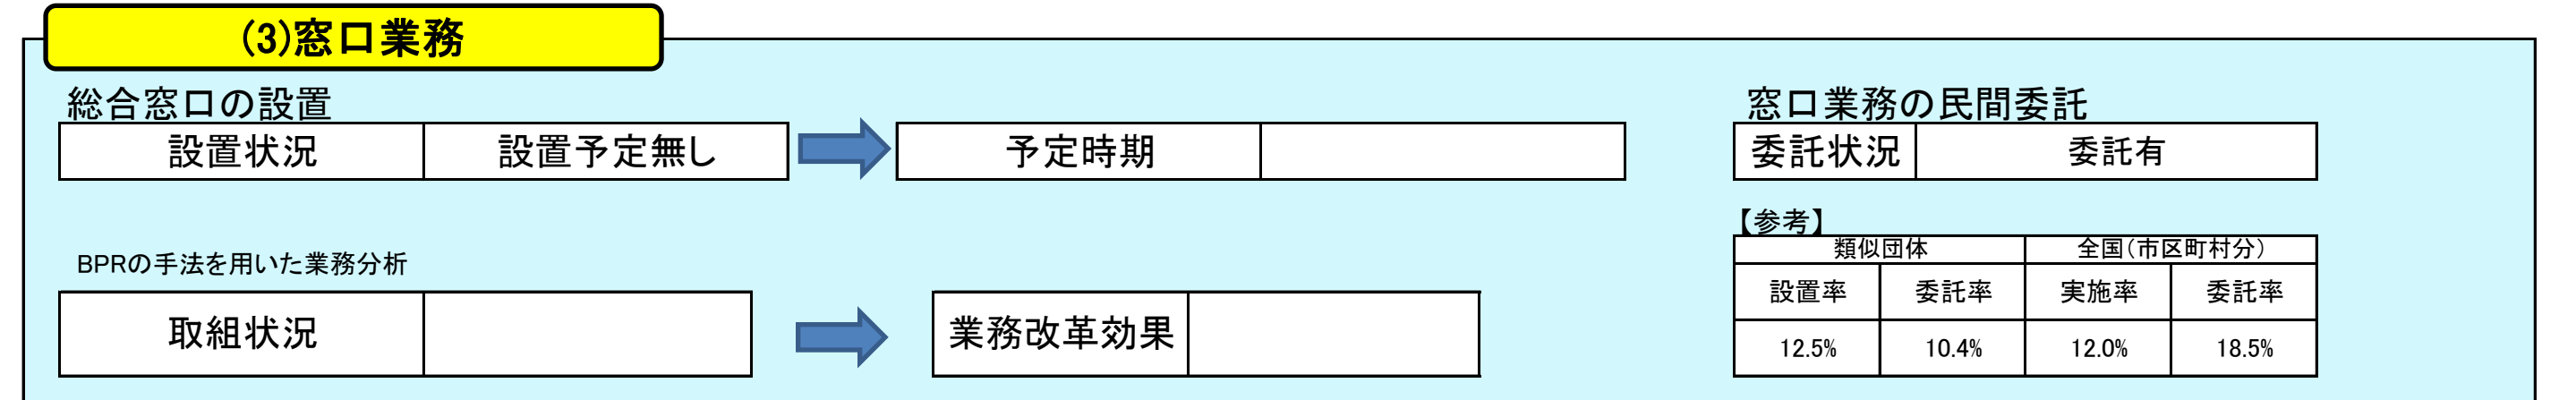 (3)窓口業務
総合窓口の設置
設置状況 設置予定無し 予定時期
BPRの手法を用いた業務分析
取組状況 業務改革効果
窓口業務の民間委託
委託状況 委託有
【参考】
類似団体 全国(市区町村分)
設置率 委託率 実施率 委託率
12.5% 10.4% 12.0% 18.5%